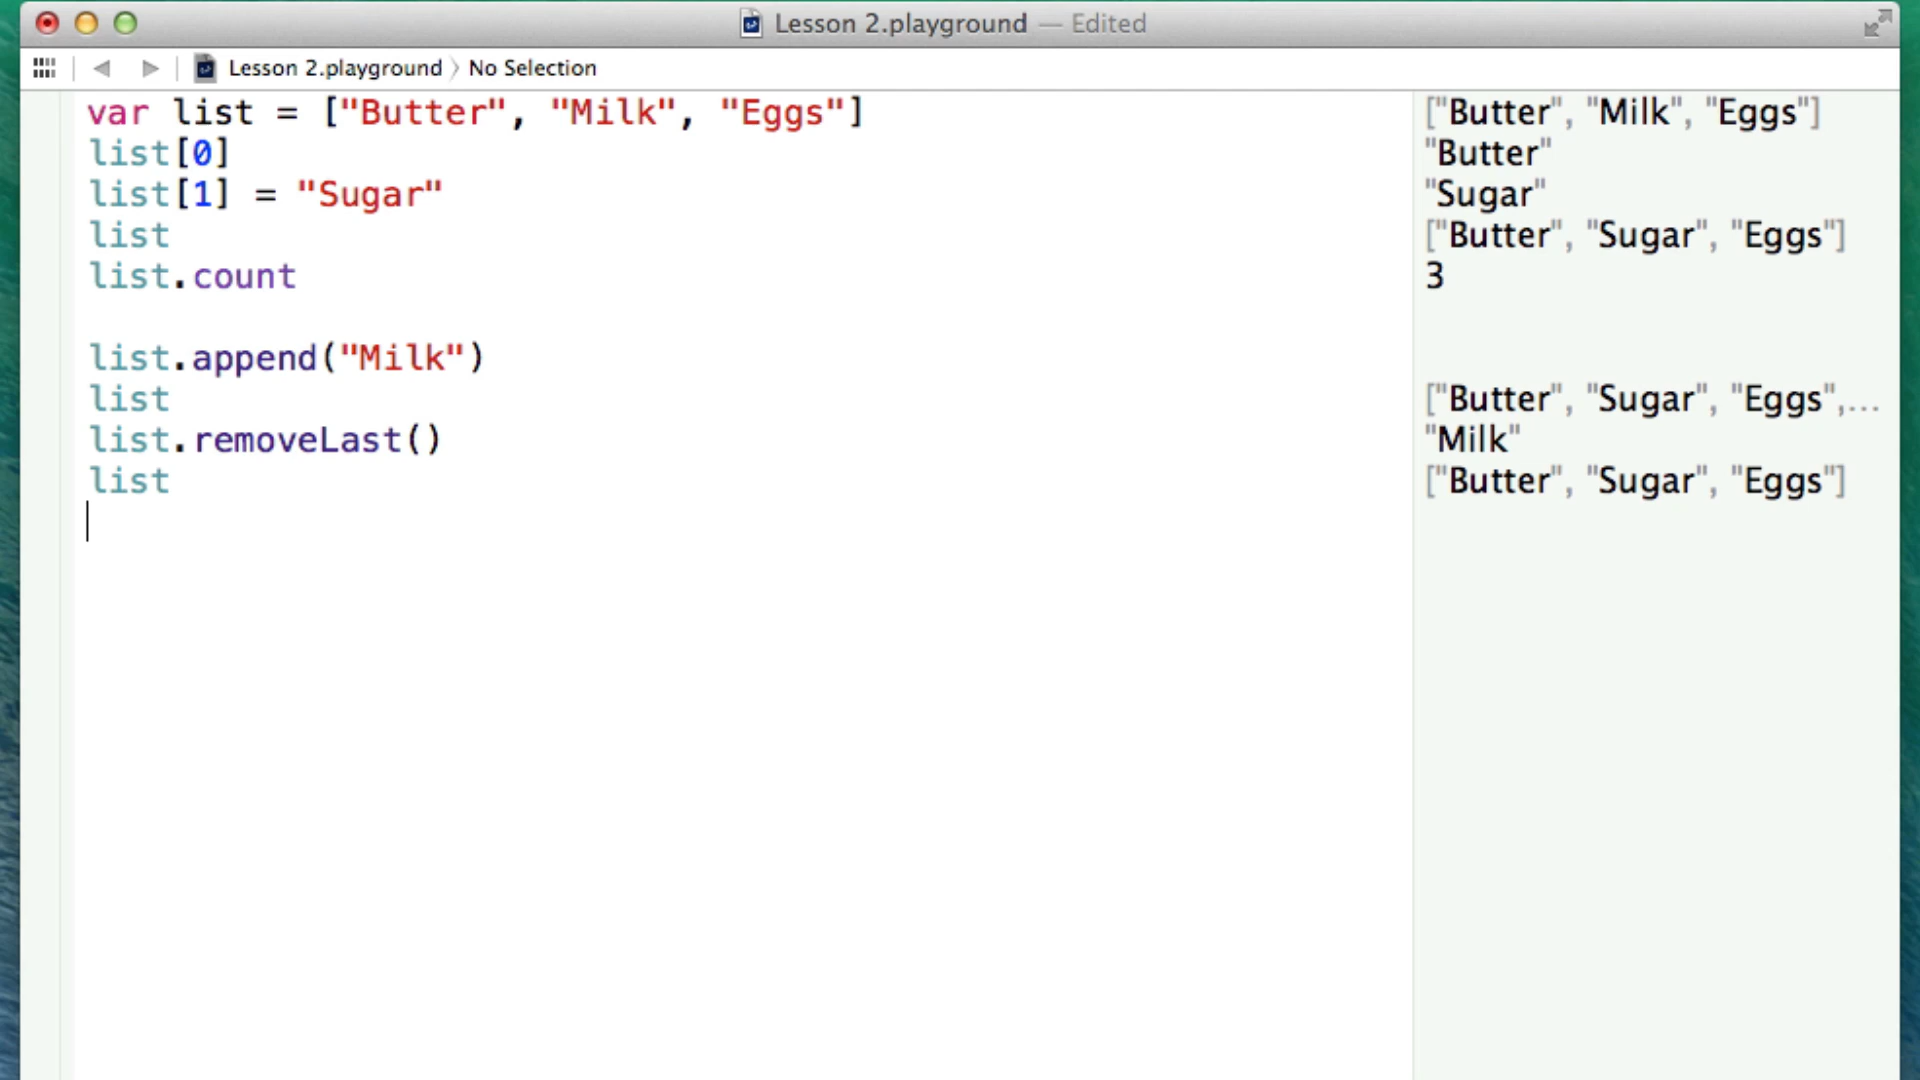 Lesson 2.playground — Edited
Lesson 2.playground 〉 No Selection
var list = ["Butter", "Milk", "Eggs"]
["Butter", "Milk", "Eggs"]
list[0]
"Butter"
list[1] = "Sugar"
"Sugar"
list
["Butter", "Sugar", "Eggs"]
list.count
3
list.append("Milk")
list
["Butter", "Sugar", "Eggs",...
list.removeLast()
"Milk"
list
["Butter", "Sugar", "Eggs"]